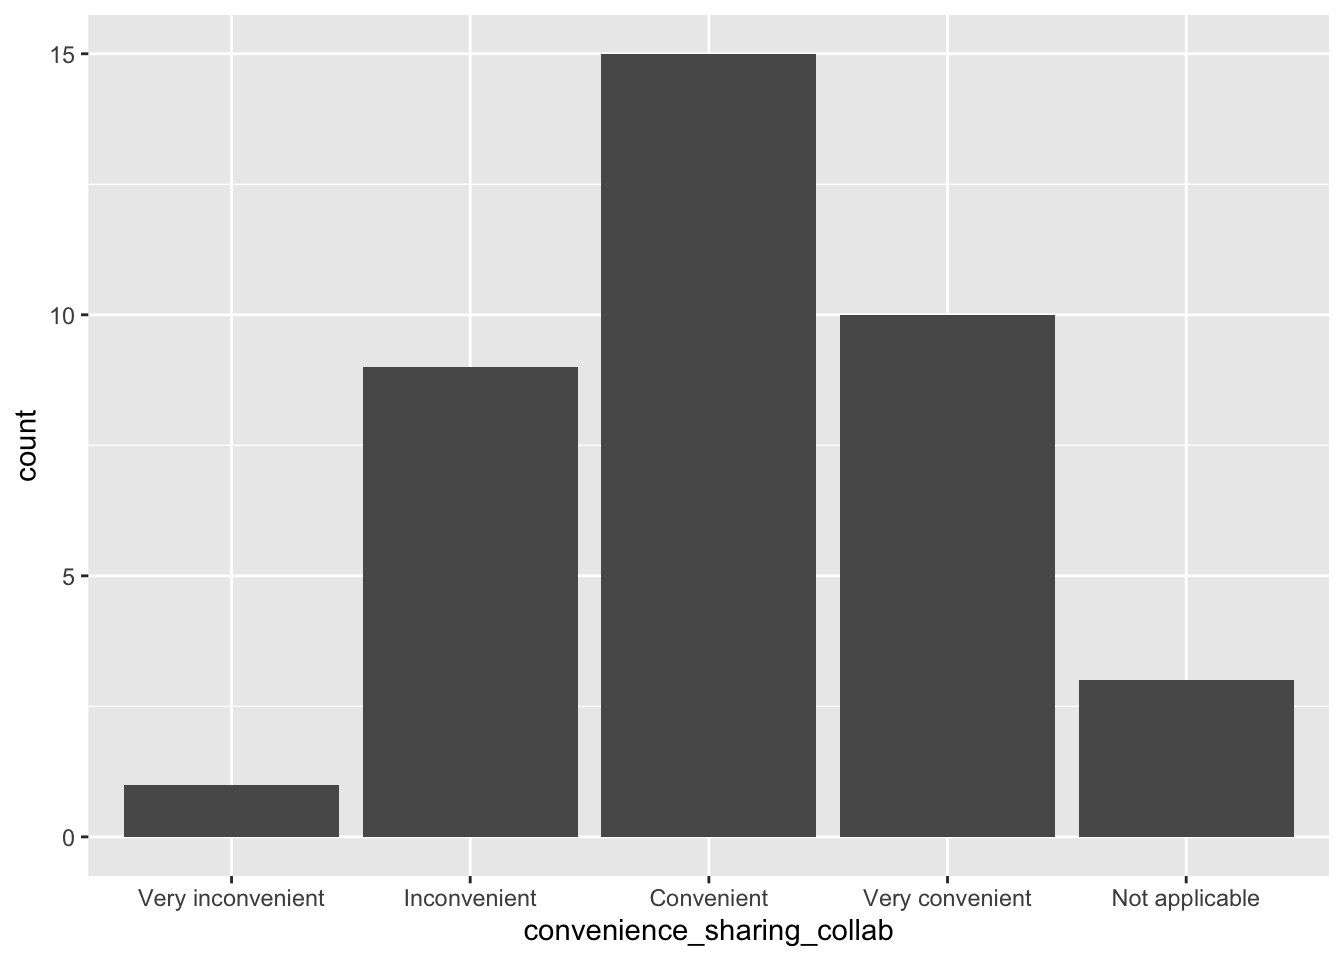 15
10
5
0
count
Very inconvenient Inconvenient Convenient Very convenient Not applicable
convenience_sharing_collab